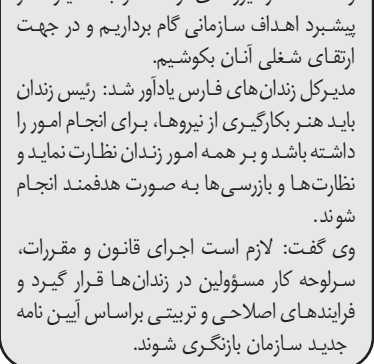 پیشبرد اهداف سازمانی گام برداریم و در جهت
ارتقای شغلی آنان بکوشیم.
مدیرکل زندان‌های فارس یادآور شد: رئیس زندان
باید هنر بکارگیری از نیروها، برای انجام امور را
داشته باشد و بر همه امور زندان نظارت نماید و
نظارت‌ها و بازرسی‌ها به صورت هدفمند انجام
شوند.
وی گفت: لازم است اجرای قانون و مقررات،
سرلوحه کار مسؤولین در زندان‌ها قرار گیرد و
فرایندهای اصلاحی و تربیتی براساس آیین نامه
جدید سازمان بازنگری شوند.